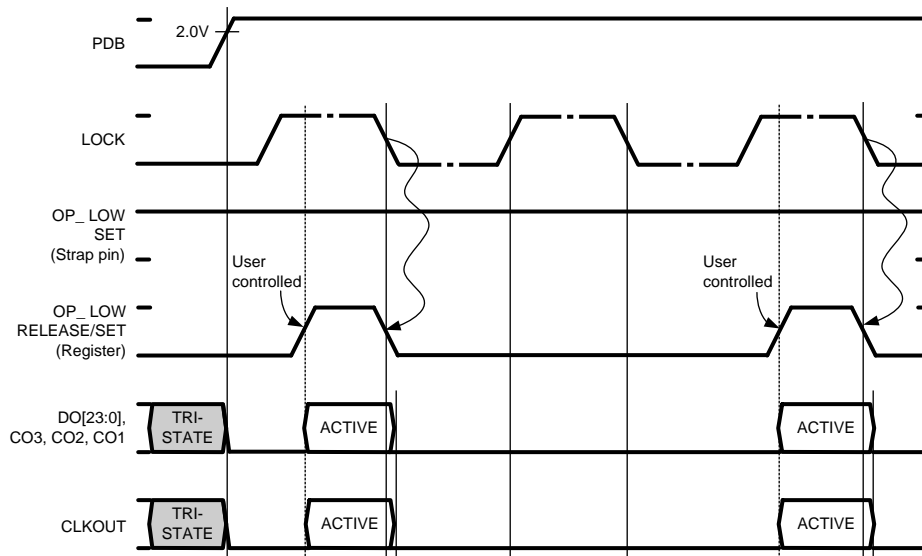 2.0V
PDB
LOCK
OP_ LOW
SET
(Strap pin)
User
controlled
User
controlled
OP_ LOW
RELEASE/SET
(Register)
DO[23:0],
CO3, CO2, CO1
TRI-
STATE
ACTIVE
ACTIVE
CLKOUT
TRI-
STATE
ACTIVE
ACTIVE